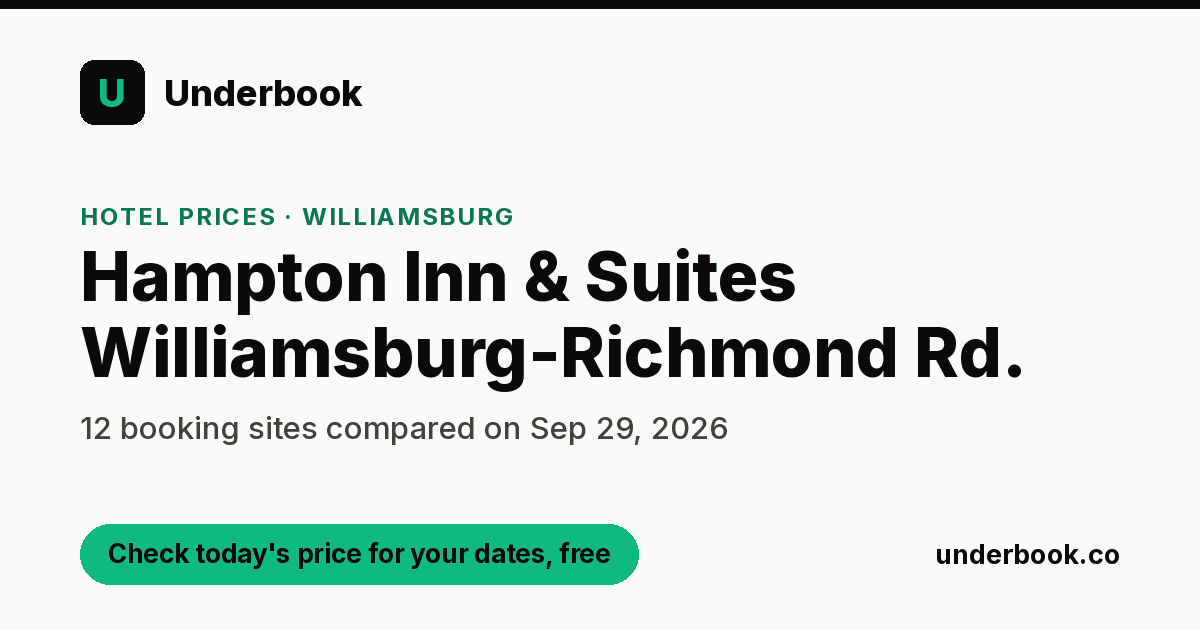 U
Underbook
HOTEL PRICES · WILLIAMSBURG
Hampton Inn & Suites
Williamsburg-Richmond Rd.
12 booking sites compared on Sep 29, 2026
Check today's price for your dates, free
underbook.co